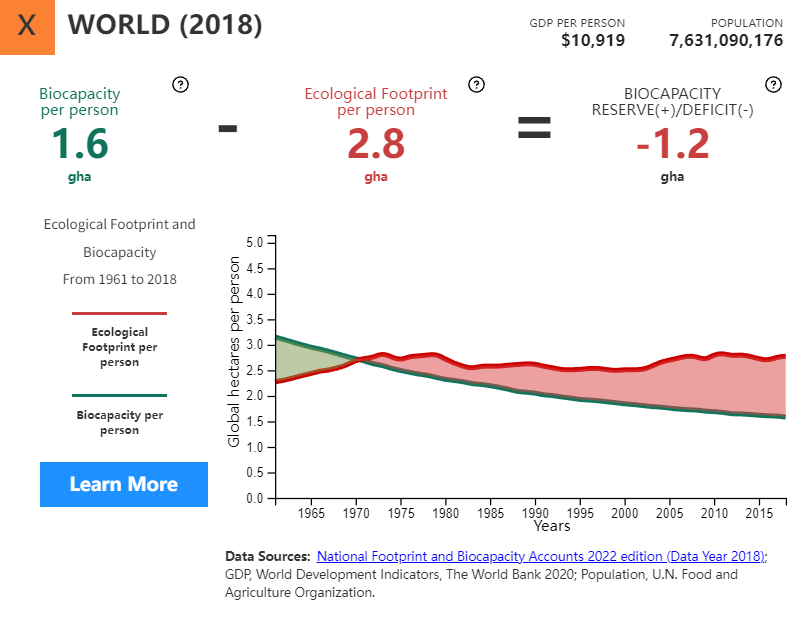 X
WORLD (2018)
GDP PER PERSON
$10,919
POPULATION
7,631,090,176
Biocapacity
per person
?
1.6
gha
-
Ecological Footprint
per person
?
2.8
gha
=
BIOCAPACITY
RESERVE(+)/DEFICIT(-)
?
-1.2
gha
Ecological Footprint and
Biocapacity
From 1961 to 2018
Ecological
Footprint per
person
Biocapacity per
person
Learn More
Global hectares per person
5.0
4.5
4.0
3.5
3.0
2.5
2.0
1.5
1.0
0.5
0.0
1965 1970 1975 1980 1985 1990 1995 2000 2005 2010 2015
Years
Data Sources: National Footprint and Biocapacity Accounts 2022 edition (Data Year 2018);
GDP, World Development Indicators, The World Bank 2020; Population, U.N. Food and
Agriculture Organization.